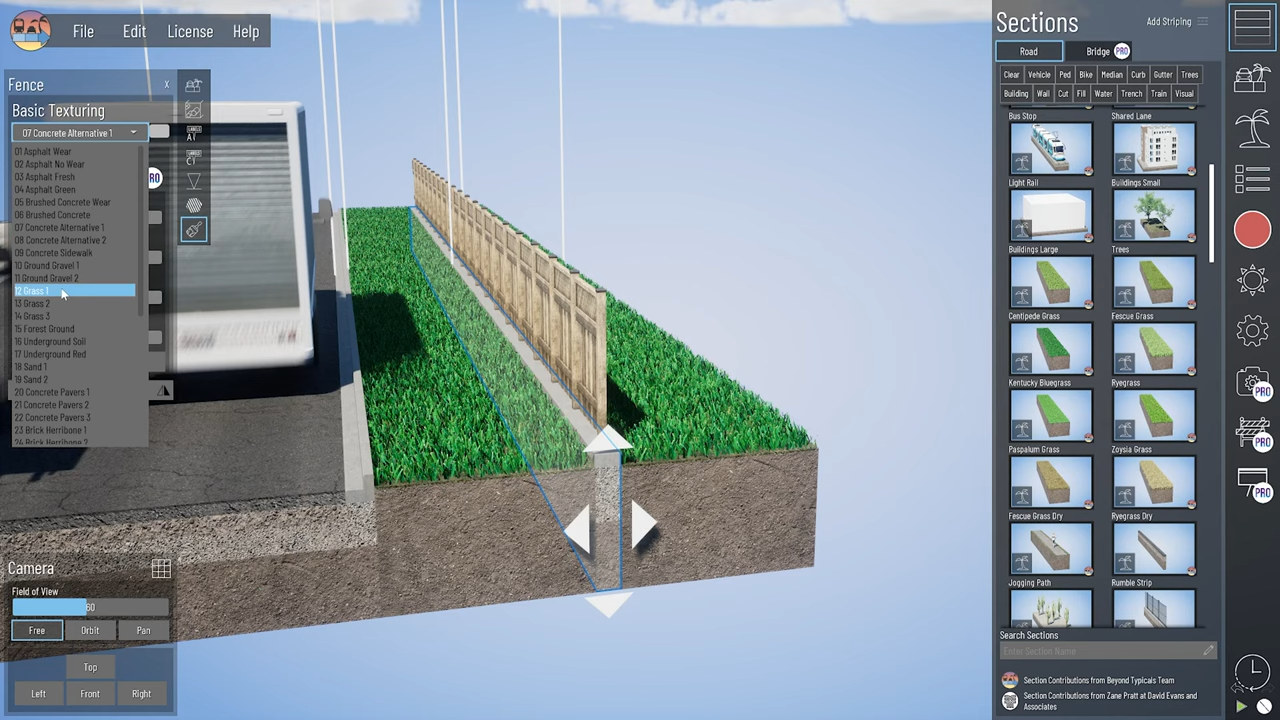 File
Edit
License
Help
Fence
X
Basic Texturing
07 Concrete Alternative 1
01 Asphalt Wear
02 Asphalt No Wear
03 Asphalt Fresh
04 Asphalt Green
05 Brushed Concrete Wear
06 Brushed Concrete
07 Concrete Alternative 1
08 Concrete Alternative 2
09 Concrete Sidewalk
10 Ground Gravel 1
11 Ground Gravel 2
12 Grass 1
13 Grass 2
14 Grass 3
15 Forest Ground
16 Underground Soil
17 Underground Red
18 Sand 1
19 Sand 2
20 Concrete Pavers 1
21 Concrete Pavers 2
22 Concrete Pavers 3
23 Brick Herribone 1
24 Brick Herribone 2
Camera
Field of View
60
Free Orbit Pan
Top
Left Front Right
Sections
Add Striping
Road
Bridge PRO
Clear Vehicle Ped Bike Median Curb Gutter Trees
Building Wall Cut Fill Water Trench Train Visual
Bus Stop
Shared Lane
Light Rail
Buildings Small
Buildings Large
Trees
Centipede Grass
Fescue Grass
Kentucky Bluegrass
Ryegrass
Paspalum Grass
Zoysia Grass
Fescue Grass Dry
Ryegrass Dry
Jogging Path
Rumble Strip
Search Sections
Enter Section Name
Section Contributions from Beyond Typicals Team
Section Contributions from Zane Pratt at David Evans and
Associates
PRO
PRO
PRO